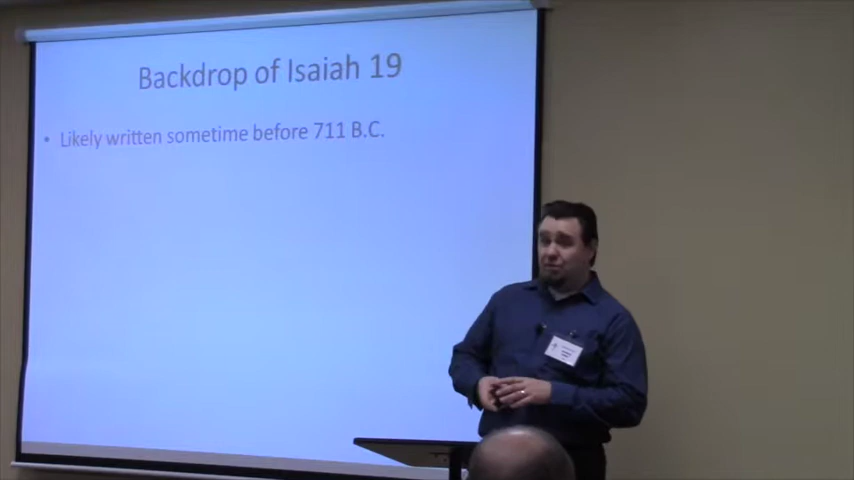 Backdrop of Isaiah 19
• Likely written sometime before 711 B.C.